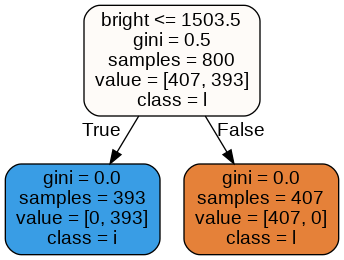 bright <= 1503.5
gini = 0.5
samples = 800
value = [407, 393]
class = l
True
False
gini = 0.0
samples = 393
value = [0, 393]
class = i
gini = 0.0
samples = 407
value = [407, 0]
class = l